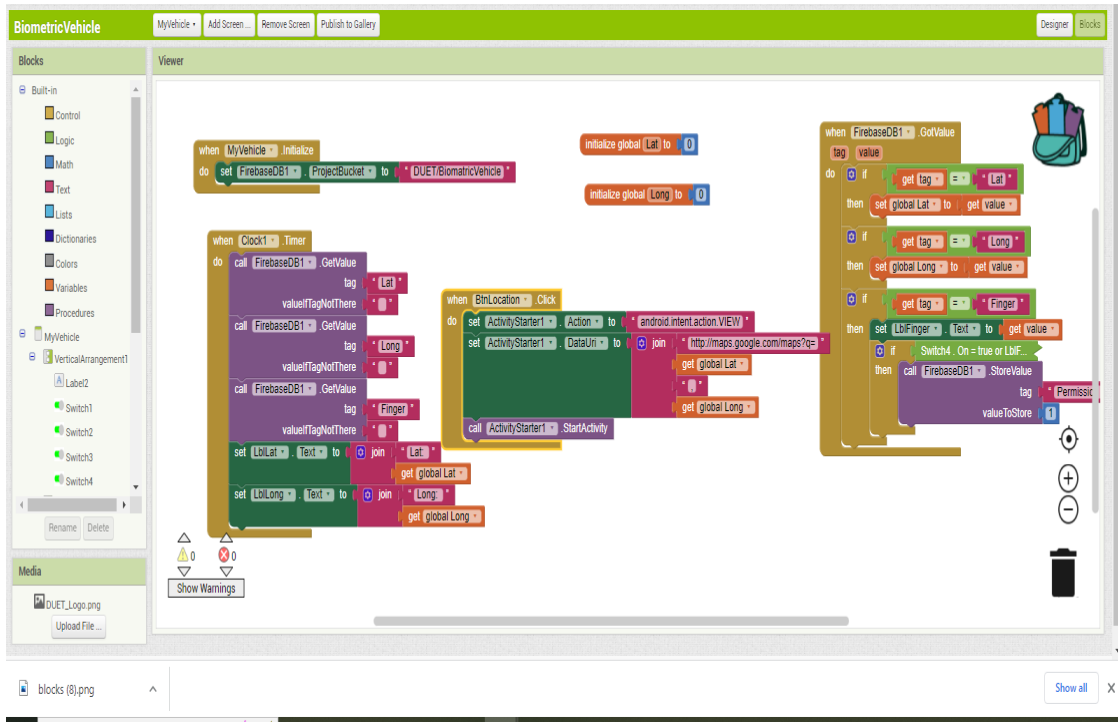 BiometricVehicle
MyVehicle Add Screen ... Remove Screen Publish to Gallery
Designer Blocks
Blocks
Built-in
Control
Logic
Math
Text
Lists
Dictionaries
Colors
Variables
Procedures
MyVehicle
VerticalArrangement1
Label2
Switch1
Switch2
Switch3
Switch4
Rename Delete
Media
DUET_Logo.png
Upload File ...
Viewer
when MyVehicle .Initialize
do set FirebaseDB1 . ProjectBucket to " DUET/BiometricVehicle "
when Clock1 .Timer
do call FirebaseDB1 .GetValue
tag " Lat "
valueIfTagNotThere " "
call FirebaseDB1 .GetValue
tag " Long "
valueIfTagNotThere " "
call FirebaseDB1 .GetValue
tag " Finger "
valueIfTagNotThere " "
set LblLat . Text to join " Lat: "
get global Lat
set LblLong . Text to join " Long: "
get global Long
initialize global Lat to 0
initialize global Long to 0
when BtnLocation .Click
do set ActivityStarter1 . Action to " android.intent.action.VIEW "
set ActivityStarter1 . DataUri to join " http://maps.google.com/maps?q= "
get global Lat
" , "
get global Long
call ActivityStarter1 .StartActivity
when FirebaseDB1 .GotValue
tag value
do if get tag = " Lat "
then set global Lat to get value
if get tag = " Long "
then set global Long to get value
if get tag = " Finger "
then set LblFinger . Text to get value
if Switch4 . On = true or LblF...
then call FirebaseDB1 .StoreValue
tag " Permissio
valueToStore 1
0 0
Show Warnings
blocks (8).png
Show all X